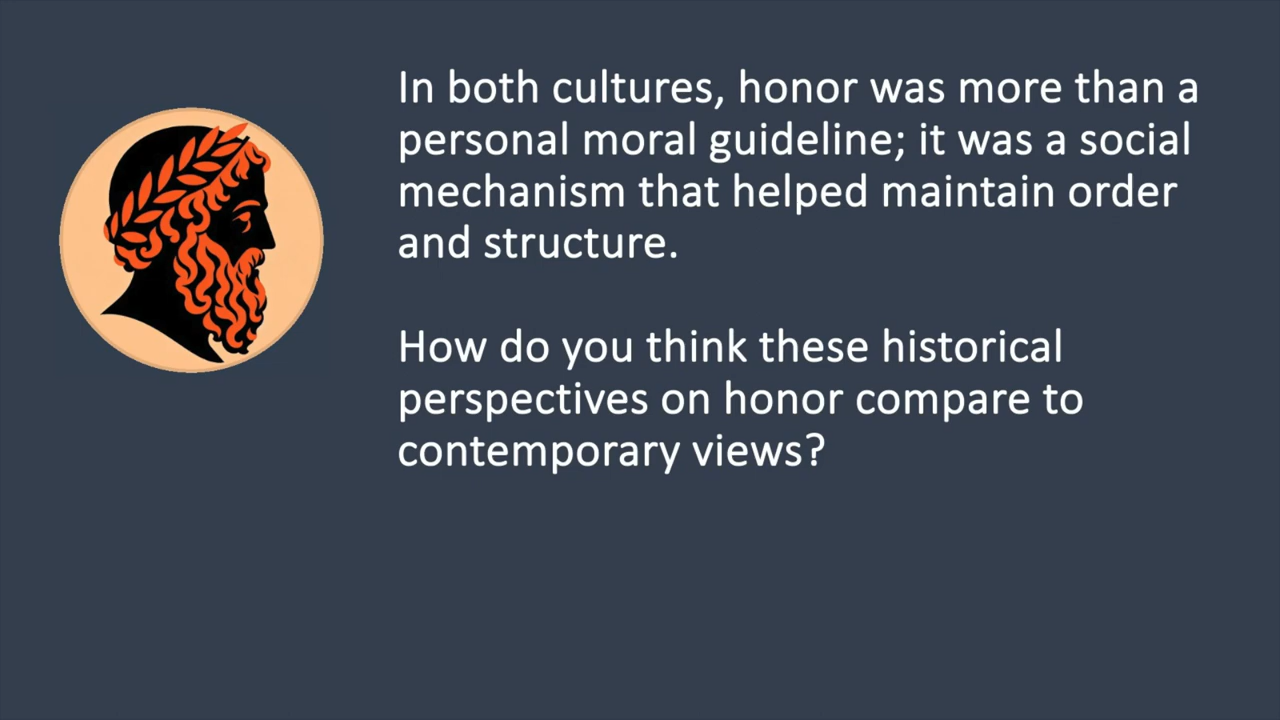 In both cultures, honor was more than a
personal moral guideline; it was a social
mechanism that helped maintain order
and structure.
How do you think these historical
perspectives on honor compare to
contemporary views?